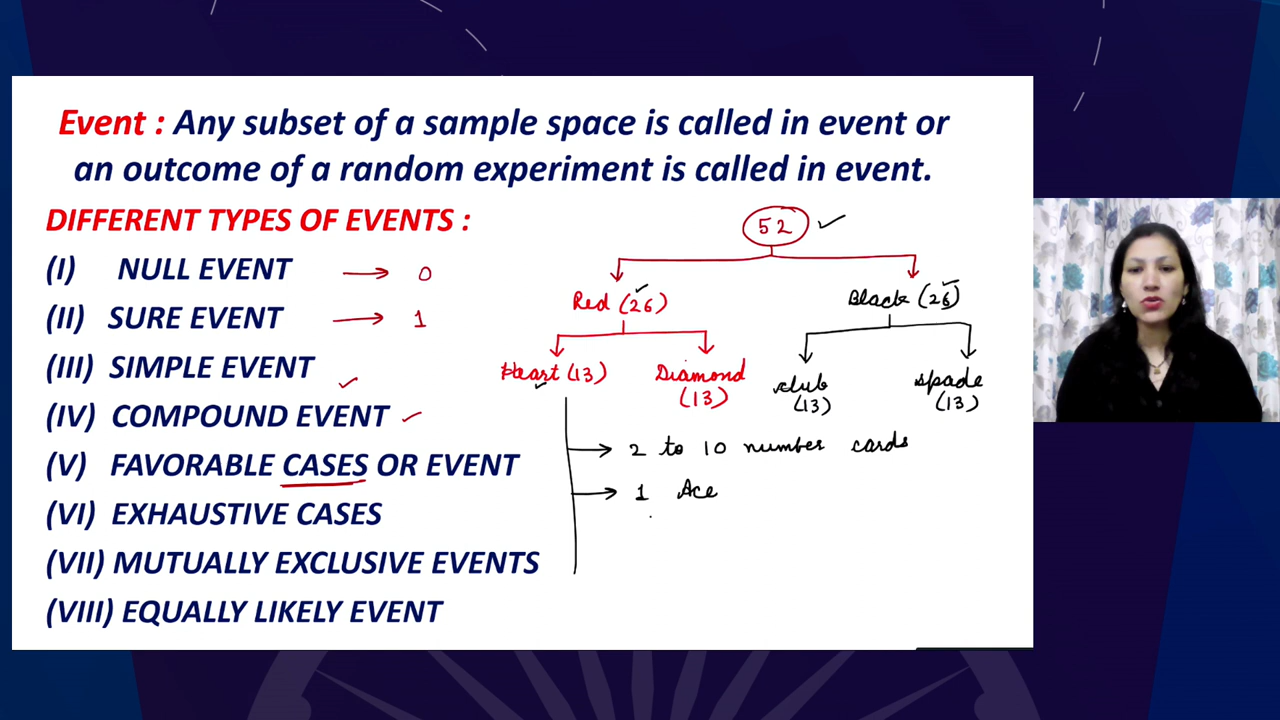 Event : Any subset of a sample space is called in event or
an outcome of a random experiment is called in event.
DIFFERENT TYPES OF EVENTS :
(I) NULL EVENT → 0
(II) SURE EVENT → 1
(III) SIMPLE EVENT
(IV) COMPOUND EVENT
(V) FAVORABLE CASES OR EVENT
(VI) EXHAUSTIVE CASES
(VII) MUTUALLY EXCLUSIVE EVENTS
(VIII) EQUALLY LIKELY EVENT
52
Red (26) Black (26)
Heart (13) Diamond (13) club (13) spade (13)
2 to 10 number cards
1 Ace